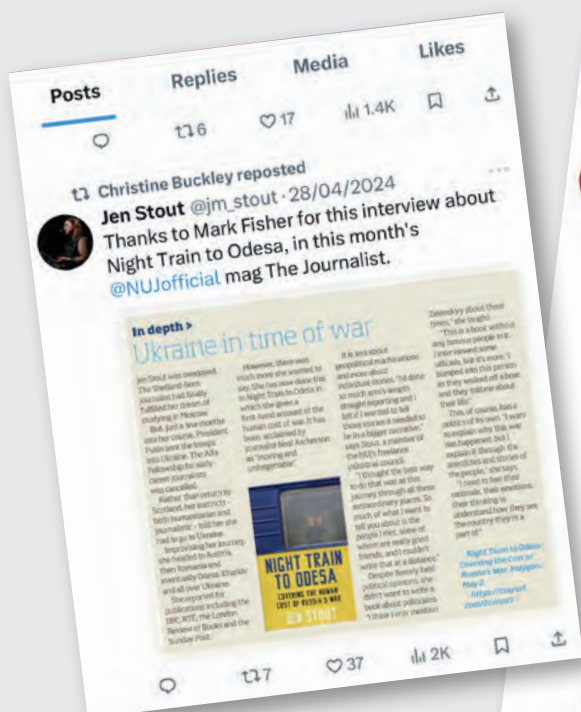 Posts Replies Media Likes
6 17 1.4K
Christine Buckley reposted
Jen Stout @jm_stout · 28/04/2024
Thanks to Mark Fisher for this interview about
Night Train to Odesa, in this month's
@NUJofficial mag The Journalist.
In depth >
Ukraine in time of war
Jen Stout was overjoyed.
The Shetland-born
journalist had finally
fulfilled her dream of
studying in Moscow.
But, just a few months
into her course, President
Putin sent the troops
into Ukraine. The Alfa
Fellowship for early-
career journalists
was cancelled.
Rather than return to
Scotland, her instincts –
both humanitarian and
journalistic – told her she
had to go to Ukraine.
Improvising her journey,
she headed to Austria,
then Romania and
eventually Odesa, Kharkiv
and all over Ukraine.
She reported for
publications including the
BBC, RTÉ, the London
Review of Books and the
Sunday Post.
However, there was
much more she wanted to
say. She has now done this
in Night Train to Odesa in
which she gives a
first-hand account of the
human cost of war. It has
been acclaimed by
journalist Neal Ascherson
as "moving and
unforgettable".
NIGHT TRAIN
TO ODESA
COVERING THE HUMAN
COST OF RUSSIA'S WAR
JEN STOUT
It is less about
geopolitical machinations
and more about
individual stories. "I'd done
so much arm's-length
straight reporting and I
felt if I wanted to tell
those stories it needed to
be in a bigger narrative,"
says Stout, a member of
the NUJ's freelance
industrial council.
"I thought the best way
to do that was as this
journey through all these
extraordinary places. So
much of what I want to
tell you about is the
people I met, some of
whom are really good
friends, and I couldn't
write that at a distance."
Despite fiercely held
political opinions, she
didn't want to write a
book about politicians.
"I think I only mention
Zelenskyy about three
times," she laughs.
"This is a book without
any famous people in it.
I interviewed some
officials, but it's more, 'I
bumped into this person
as they walked off a boat
and they told me about
their life'.
This, of course, has a
politics of its own. "I want
to explain why this war
has happened, but I
explain it through the
anecdotes and stories of
the people," she says.
"I need to feel their
rationale, their emotions,
their thinking to
understand how they see
the country they're a
part of."
Night Train to Odesa:
Covering the Cost of
Russia's War, Polygon,
May 2
7 37 2K